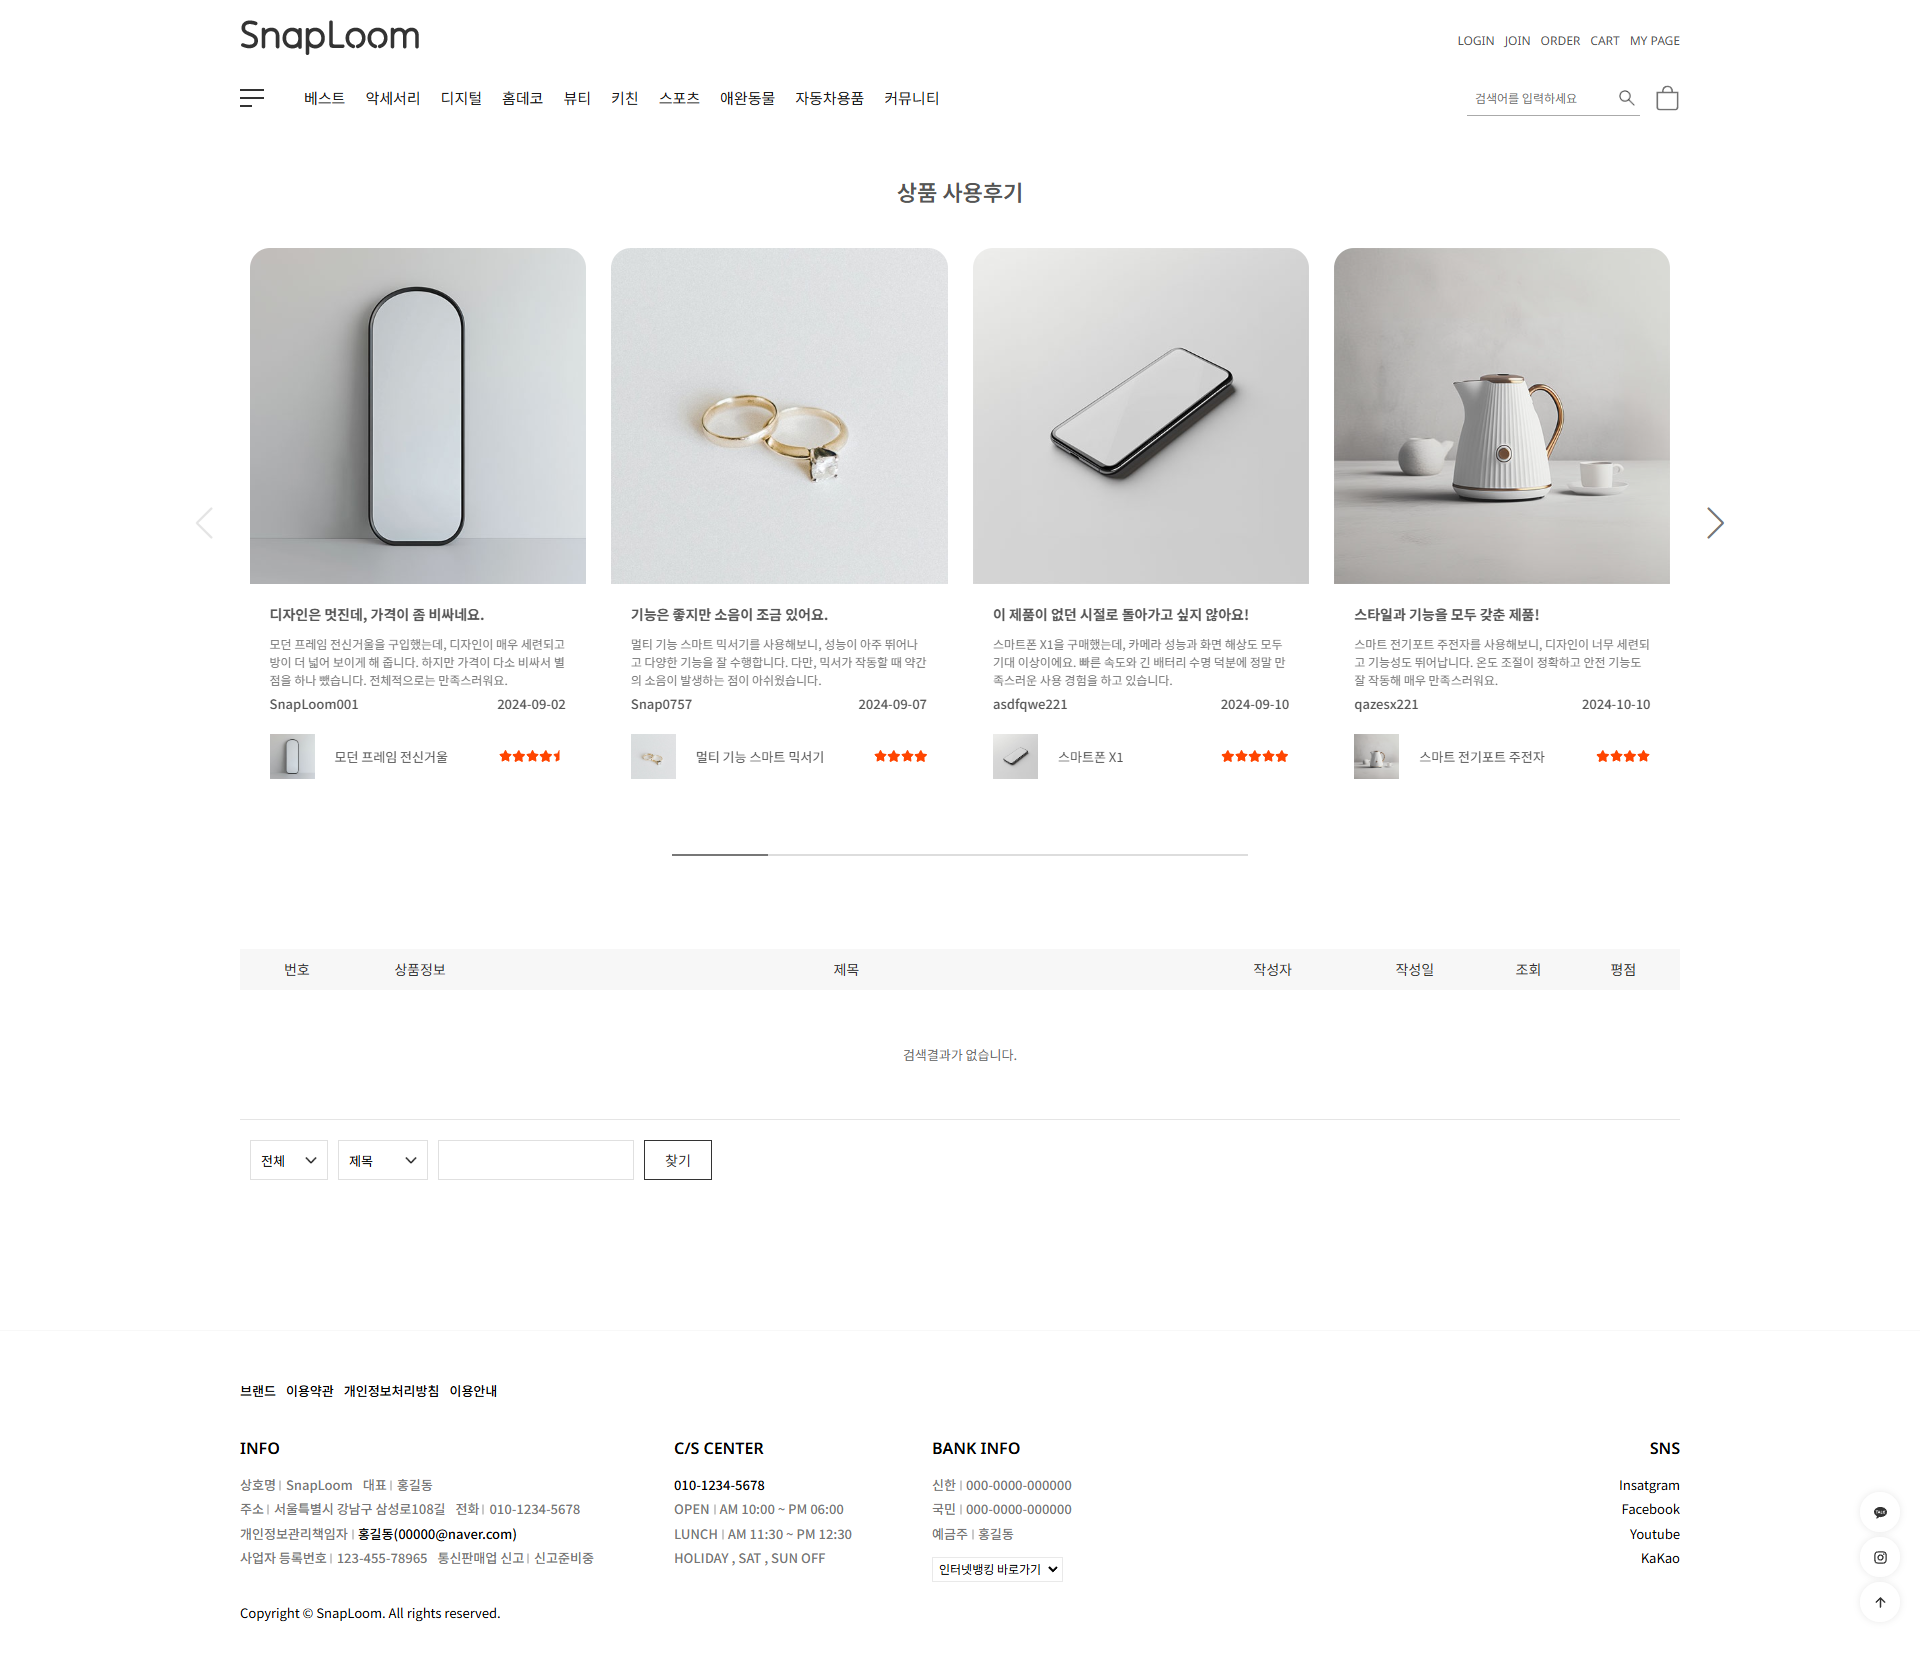 SnapLoom
LOGIN JOIN ORDER CART MY PAGE
베스트 악세서리 디지털 홈데코 뷰티 키친 스포츠 애완동물 자동차용품 커뮤니티
검색어를 입력하세요
상품 사용후기
디자인은 멋진데, 가격이 좀 비싸네요.
모던 프레임 전신거울을 구입했는데, 디자인이 매우 세련되고
방이 더 넓어 보이게 해 줍니다. 하지만 가격이 다소 비싸서 별
점을 하나 뺐습니다. 전체적으로는 만족스러워요.
SnapLoom001 2024-09-02
모던 프레임 전신거울
기능은 좋지만 소음이 조금 있어요.
멀티 기능 스마트 믹서기를 사용해보니, 성능이 아주 뛰어나
고 다양한 기능을 잘 수행합니다. 다만, 믹서가 작동할 때 약간
의 소음이 발생하는 점이 아쉬웠습니다.
Snap0757 2024-09-07
멀티 기능 스마트 믹서기
이 제품이 없던 시절로 돌아가고 싶지 않아요!
스마트폰 X1을 구매했는데, 카메라 성능과 화면 해상도 모두
기대 이상이에요. 빠른 속도와 긴 배터리 수명 덕분에 정말 만
족스러운 사용 경험을 하고 있습니다.
asdfqwe221 2024-09-10
스마트폰 X1
스타일과 기능을 모두 갖춘 제품!
스마트 전기포트 주전자를 사용해보니, 디자인이 너무 세련되
고 기능성도 뛰어납니다. 온도 조절이 정확하고 안전 기능도
잘 작동해 매우 만족스러워요.
qazesx221 2024-10-10
스마트 전기포트 주전자
번호 상품정보 제목 작성자 작성일 조회 평점
검색결과가 없습니다.
전체 제목 찾기
브랜드 이용약관 개인정보처리방침 이용안내
INFO
상호명 | SnapLoom 대표 | 홍길동
주소 | 서울특별시 강남구 삼성로108길 전화 | 010-1234-5678
개인정보관리책임자 | 홍길동(00000@naver.com)
사업자 등록번호 | 123-455-78965 통신판매업 신고 | 신고준비중
C/S CENTER
010-1234-5678
OPEN | AM 10:00 ~ PM 06:00
LUNCH | AM 11:30 ~ PM 12:30
HOLIDAY , SAT , SUN OFF
BANK INFO
신한 | 000-0000-000000
국민 | 000-0000-000000
예금주 | 홍길동
인터넷뱅킹 바로가기
SNS
Insatgram
Facebook
Youtube
KaKao
Copyright © SnapLoom. All rights reserved.